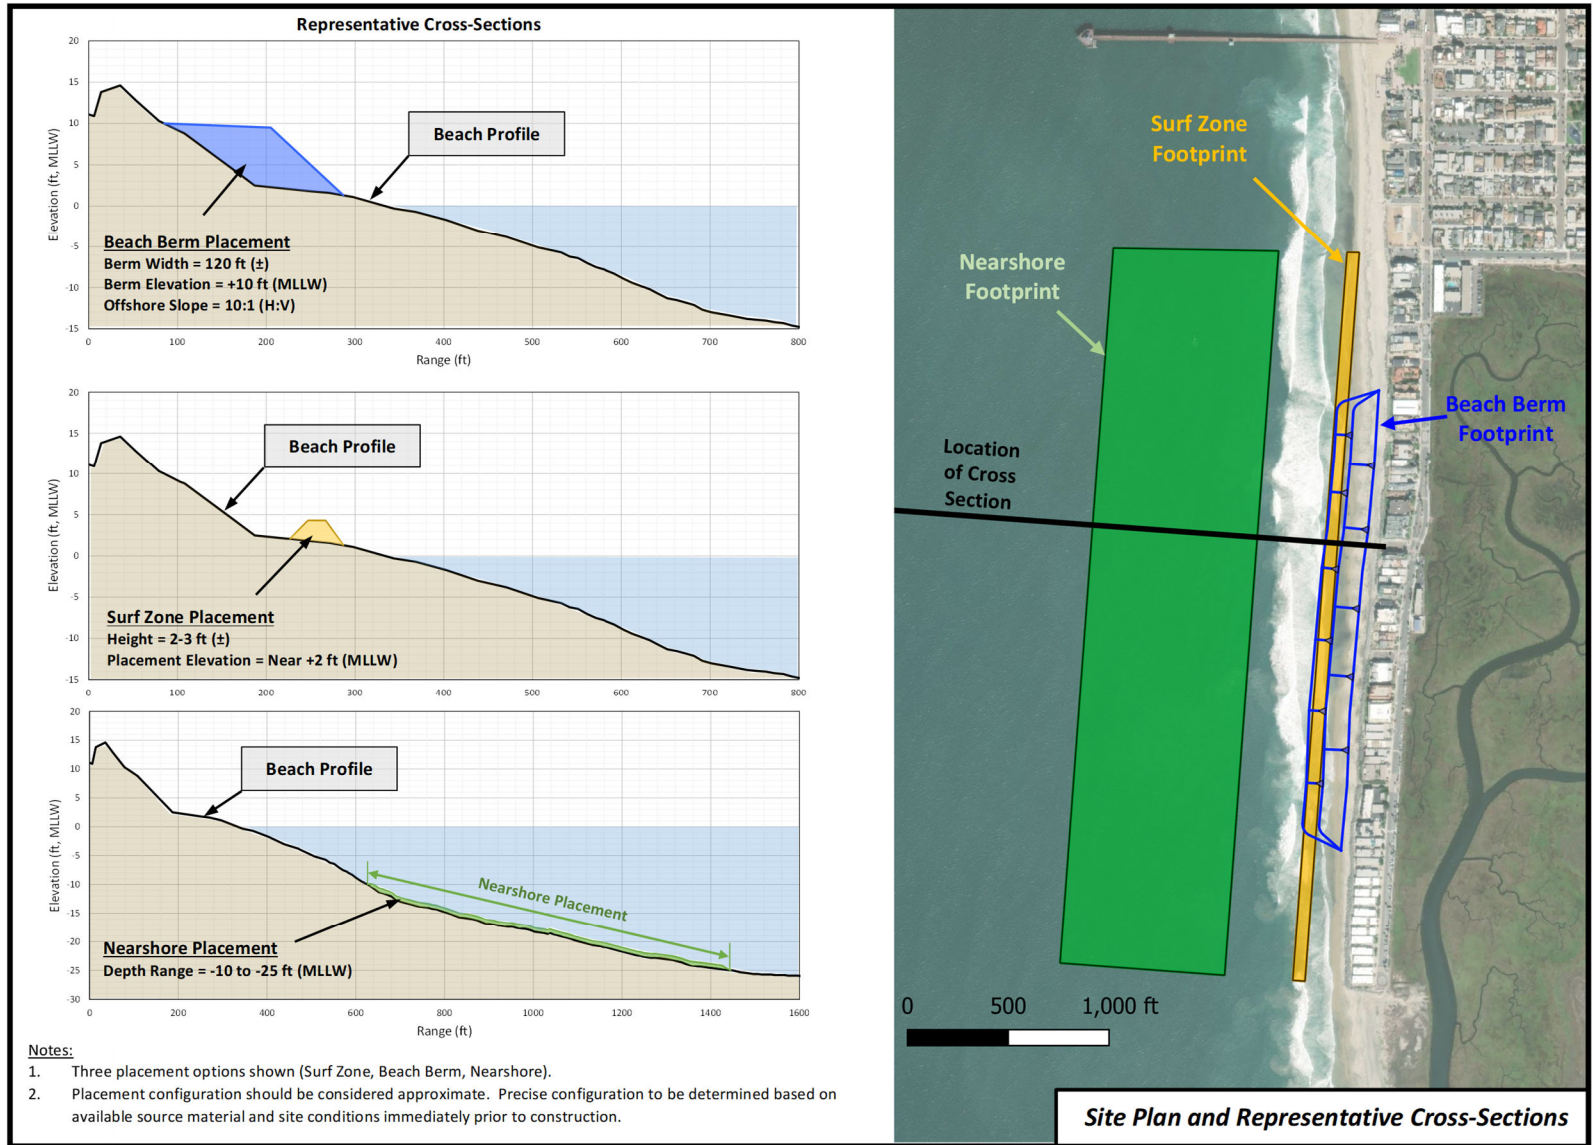 Representative Cross-Sections
20
15
10
5
0
-5
-10
-15
Elevation (ft, MLLW)
Beach Profile
Beach Berm Placement
Berm Width = 120 ft (±)
Berm Elevation = +10 ft (MLLW)
Offshore Slope = 10:1 (H:V)
0 100 200 300 400 500 600 700 800
Range (ft)
20
15
10
5
0
-5
-10
-15
Elevation (ft, MLLW)
Beach Profile
Surf Zone Placement
Height = 2-3 ft (±)
Placement Elevation = Near +2 ft (MLLW)
0 100 200 300 400 500 600 700 800
20
15
10
5
0
-5
-10
-15
-20
-25
-30
Elevation (ft, MLLW)
Beach Profile
Nearshore Placement
Nearshore Placement
Depth Range = -10 to -25 ft (MLLW)
0 200 400 600 800 1000 1200 1400 1600
Range (ft)
Notes:
1. Three placement options shown (Surf Zone, Beach Berm, Nearshore).
2. Placement configuration should be considered approximate. Precise configuration to be determined based on
available source material and site conditions immediately prior to construction.
Surf Zone
Footprint
Nearshore
Footprint
Beach Berm
Footprint
Location
of Cross
Section
0 500 1,000 ft
Site Plan and Representative Cross-Sections